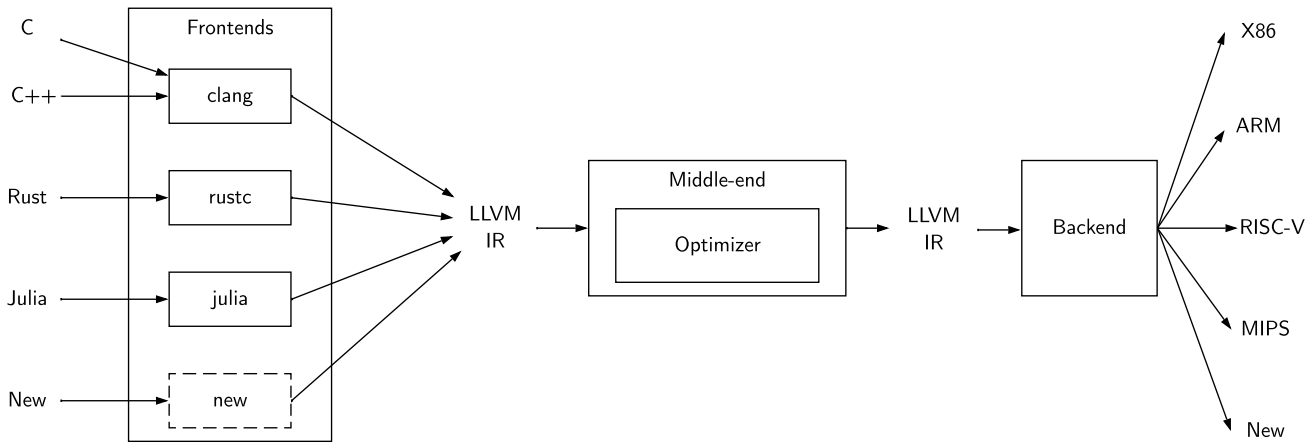 C
Frontends
C++
clang
Rust
rustc
Julia
julia
New
new
LLVM
IR
Middle-end
Optimizer
LLVM
IR
Backend
X86
ARM
RISC-V
MIPS
New